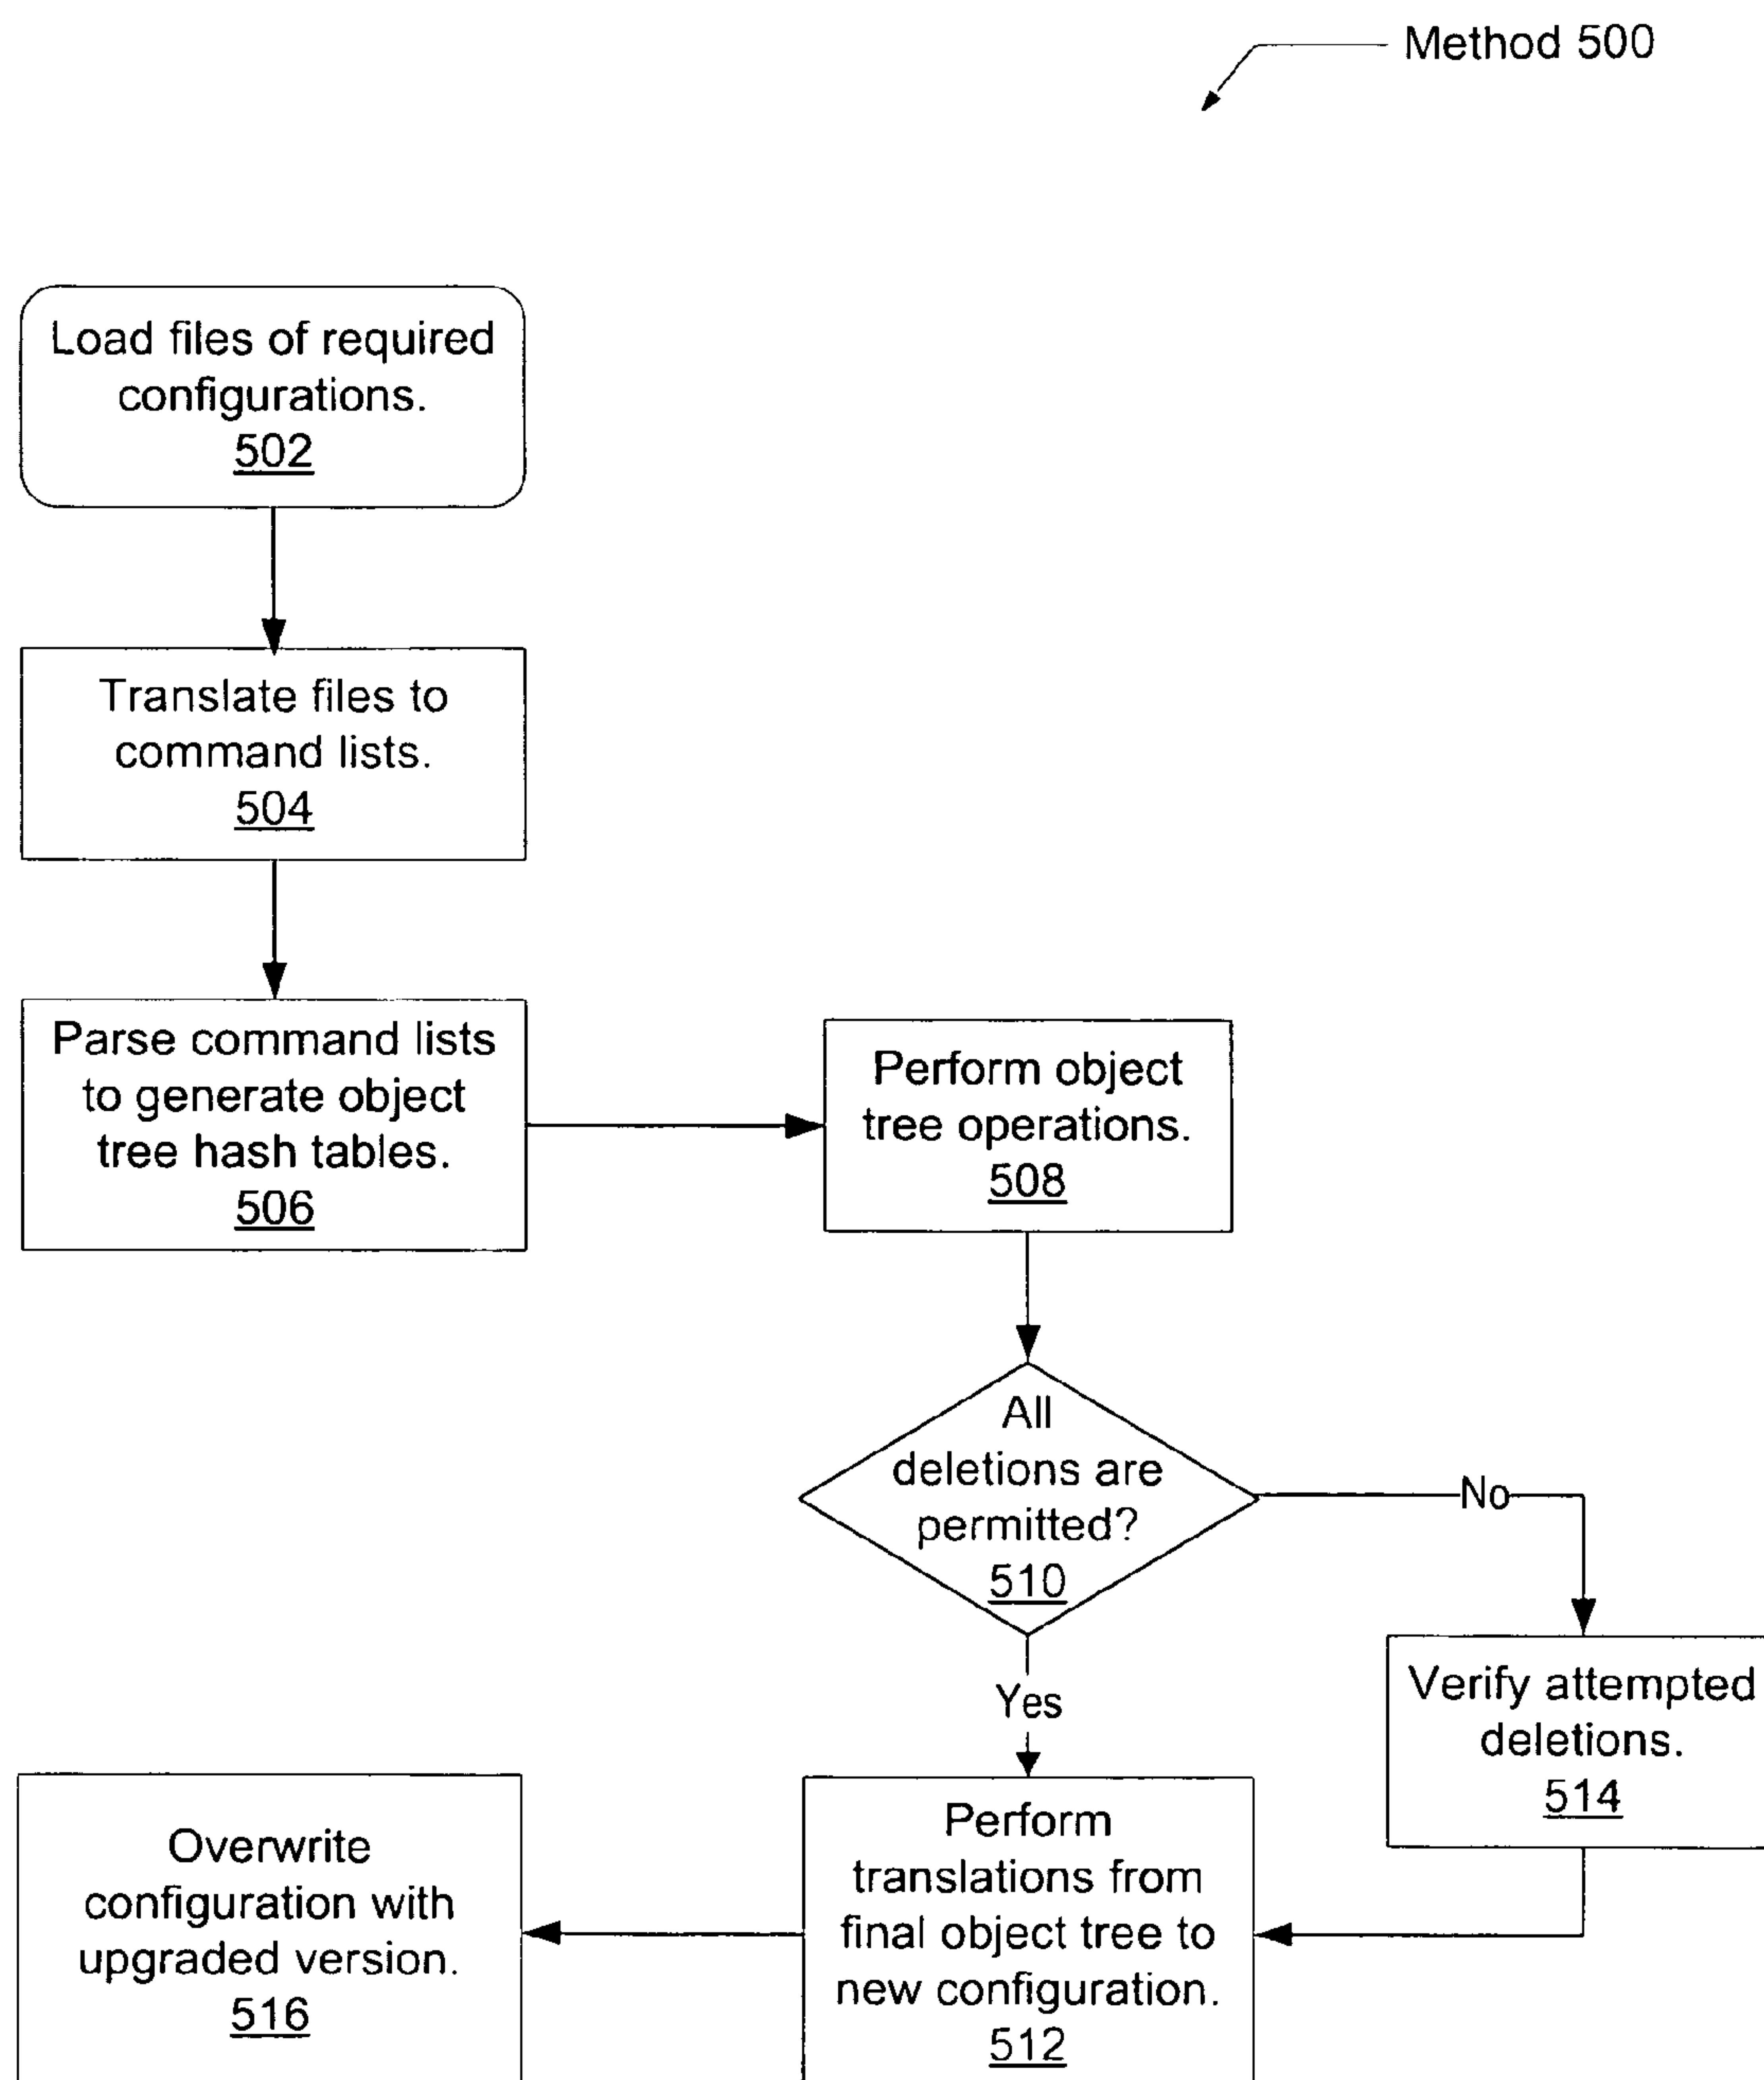 Method 500
Load files of required
configurations.
502
Translate files to
command lists.
504
Parse command lists
to generate object
tree hash tables.
506
Perform object
tree operations.
508
All
deletions are
permitted?
510
No
Yes
Verify attempted
deletions.
514
Perform
translations from
final object tree to
new configuration.
512
Overwrite
configuration with
upgraded version.
516